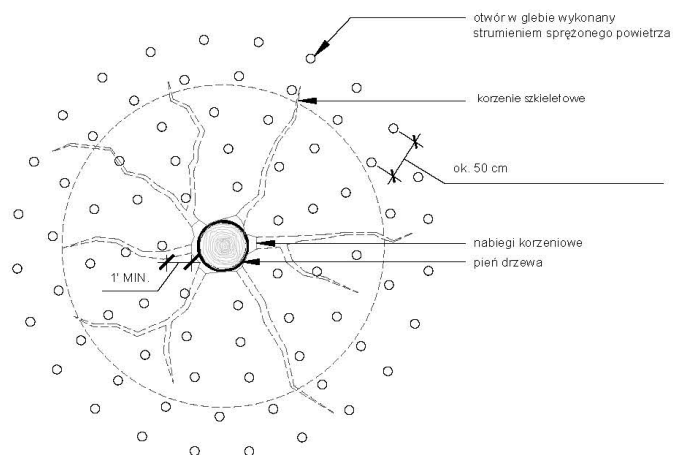 otwór w glebie wykonany
strumieniem sprężonego powietrza
korzenie szkieletowe
ok. 50 cm
nabiegi korzeniowe
pień drzewa
1' MIN.